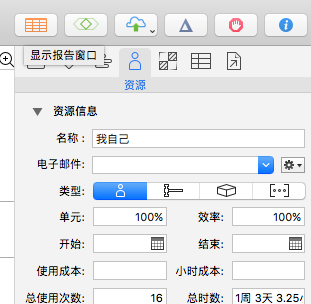 显示报告窗口
资源
资源信息
名称: 我自己
电子邮件:
类型:
单元: 100% 效率: 100%
开始: 结束:
使用成本: 小时成本:
总使用次数: 16 总时数: 1周 3天 3.25